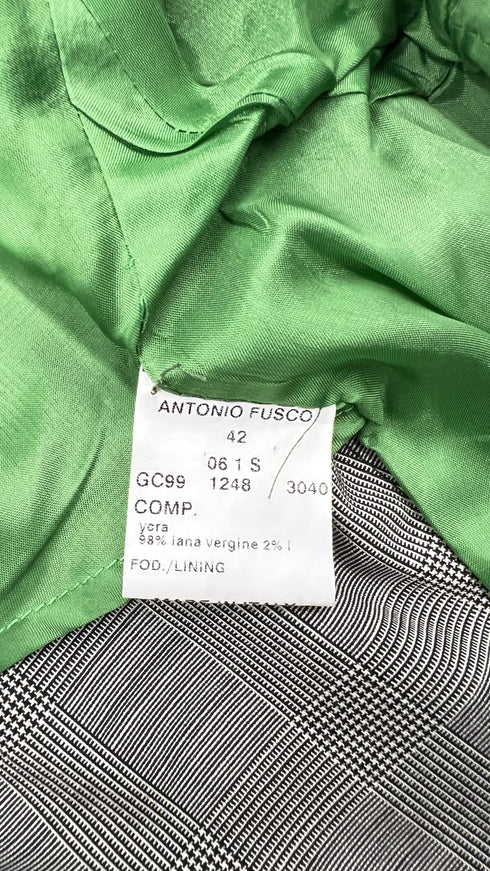 ANTONIO FUSCO
42
06 1 S
GC99 1248 3040
COMP.
ycra
98% lana vergine 2% l
FOD./LINING